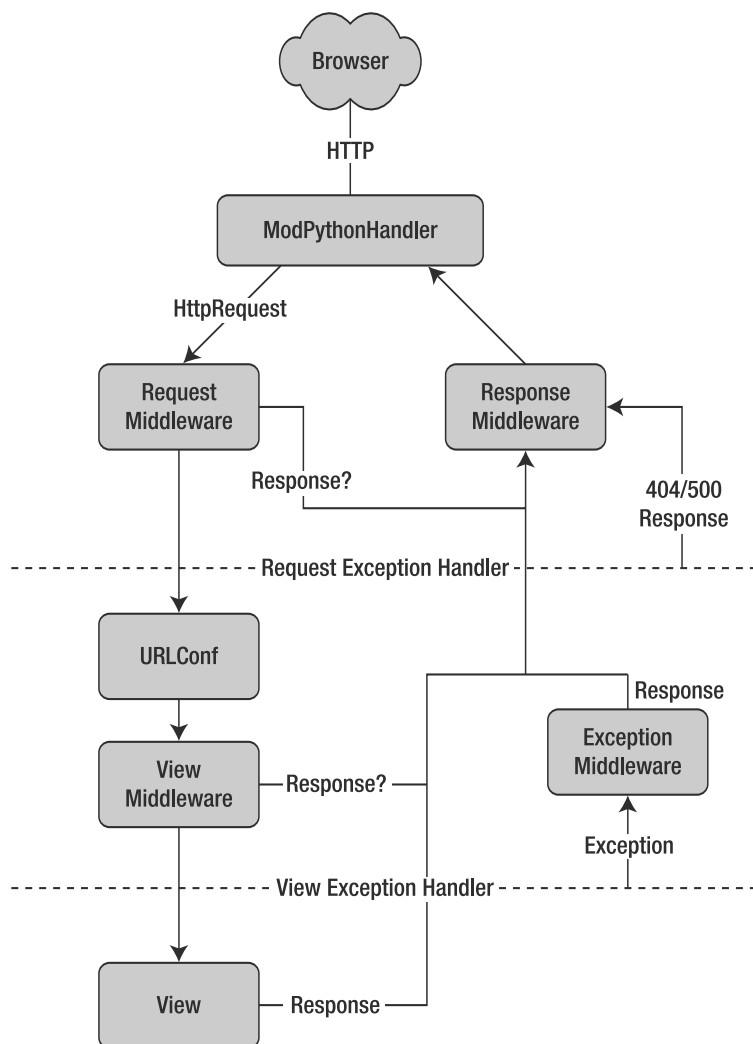 Browser
HTTP
ModPythonHandler
HttpRequest
Request
Middleware
Response
Middleware
Response?
404/500
Response
Request Exception Handler
URLConf
Response
View
Middleware
Response?
Exception
Middleware
Exception
View Exception Handler
View
Response